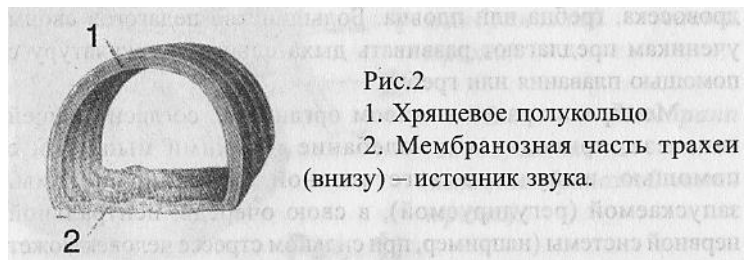 1
Рис.2
1. Хрящевое полукольцо
2. Мембранозная часть трахеи
(внизу) – источник звука.
2